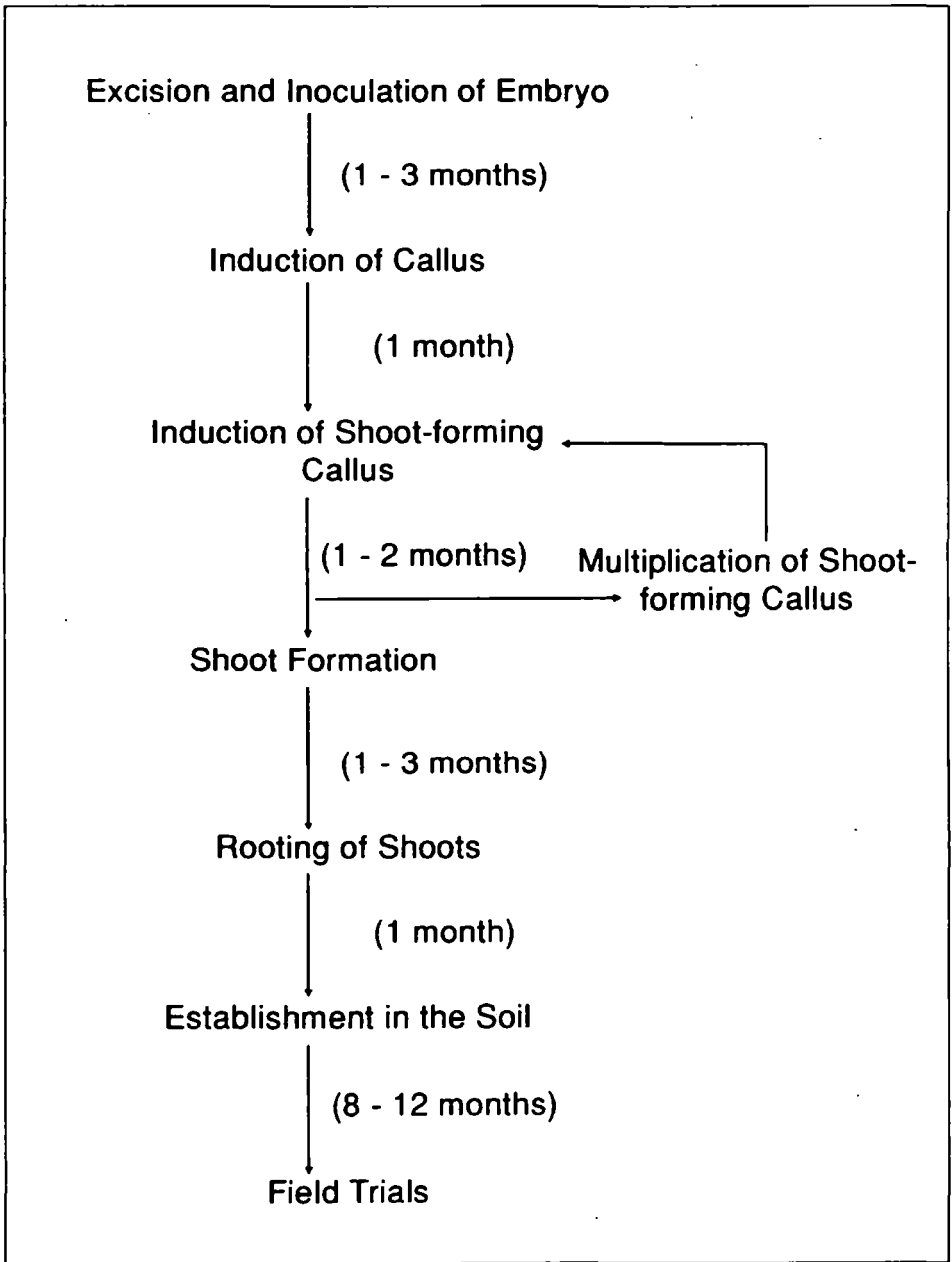 Excision and Inoculation of Embryo
(1 - 3 months)
Induction of Callus
(1 month)
Induction of Shoot-forming
Callus
(1 - 2 months)
Multiplication of Shoot-
forming Callus
Shoot Formation
(1 - 3 months)
Rooting of Shoots
(1 month)
Establishment in the Soil
(8 - 12 months)
Field Trials